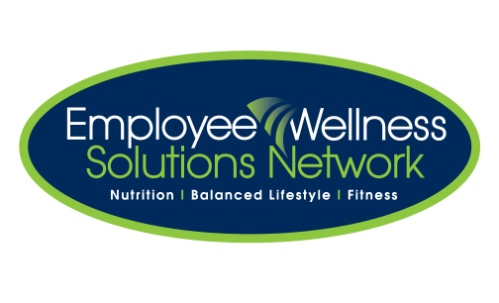 Employee Wellness
Solutions Network
Nutrition | Balanced Lifestyle | Fitness